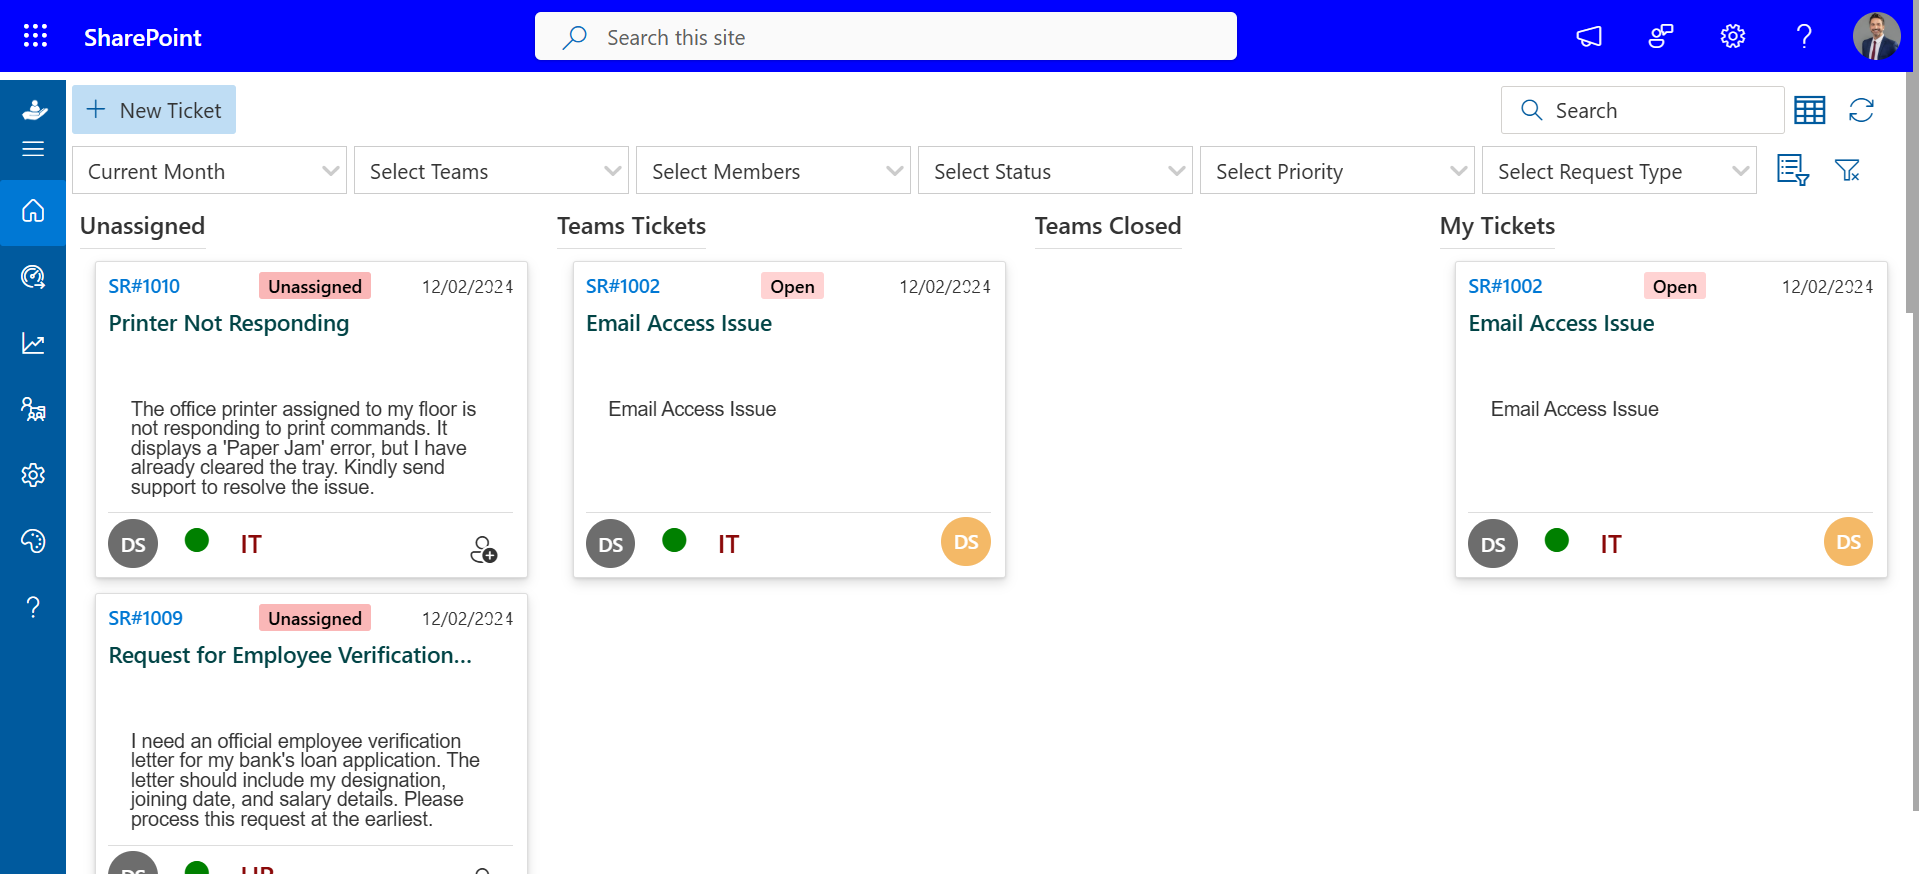 SharePoint
Search this site
New Ticket
Search
Current Month
Select Teams
Select Members
Select Status
Select Priority
Select Request Type
Unassigned
SR#1010
Unassigned
12/02/2024
Printer Not Responding
The office printer assigned to my floor is
not responding to print commands. It
displays a 'Paper Jam' error, but I have
already cleared the tray. Kindly send
support to resolve the issue.
DS
IT
SR#1009
Unassigned
12/02/2024
Request for Employee Verification...
I need an official employee verification
letter for my bank's loan application. The
letter should include my designation,
joining date, and salary details. Please
process this request at the earliest.
DS
HR
Teams Tickets
SR#1002
Open
12/02/2024
Email Access Issue
Email Access Issue
DS
IT
DS
Teams Closed
My Tickets
SR#1002
Open
12/02/2024
Email Access Issue
Email Access Issue
DS
IT
DS